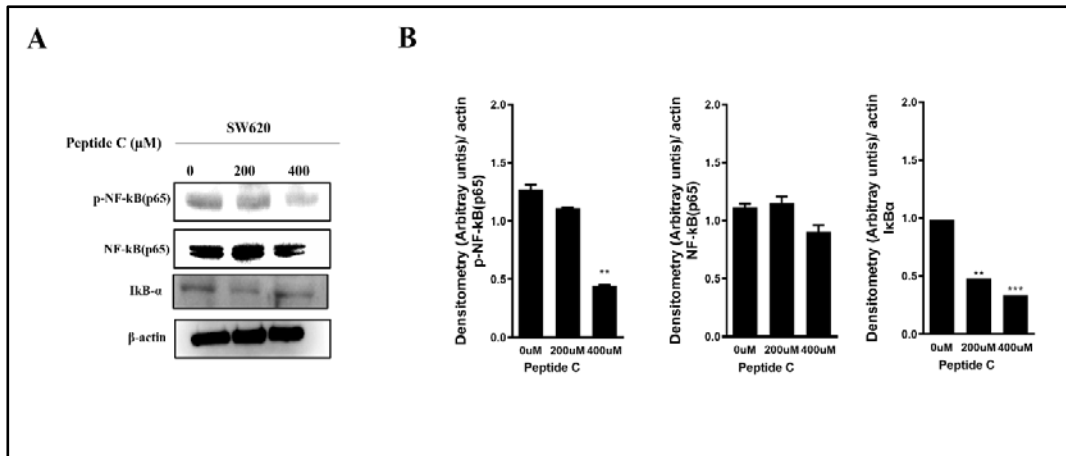 A
SW620
Peptide C (µM)
0 200 400
p-NF-kB(p65)
NF-kB(p65)
IkB-α
β-actin
B
Densitometry (Arbitray untis)/ actin
p-NF-kB(p65)
2.0
1.5
1.0
0.5
0.0
**
0uM 200uM 400uM
Peptide C
Densitometry (Arbitray untis)/ actin
NF-kB(p65)
2.0
1.5
1.0
0.5
0.0
0uM 200uM 400uM
Peptide C
Densitometry (Arbitray untis)/ actin
IκBα
2.0
1.5
1.0
0.5
0.0
**
***
0uM 200uM 400uM
Peptide C